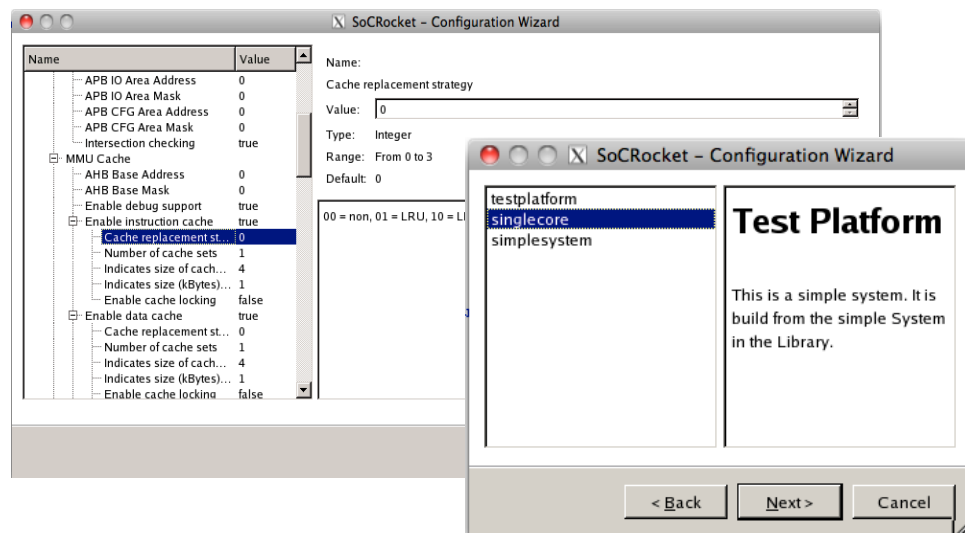 X SoCRocket – Configuration Wizard
Name Value
APB IO Area Address 0
APB IO Area Mask 0
APB CFG Area Address 0
APB CFG Area Mask 0
Intersection checking true
MMU Cache
AHB Base Address 0
AHB Base Mask 0
Enable debug support true
Enable instruction cache true
Cache replacement st... 0
Number of cache sets 1
Indicates size of cach... 4
Indicates size (kBytes)... 1
Enable cache locking false
Enable data cache true
Cache replacement st... 0
Number of cache sets 1
Indicates size of cach... 4
Indicates size (kBytes)... 1
Enable cache locking false
Name:
Cache replacement strategy
Value: 0
Type: Integer
Range: From 0 to 3
Default: 0
00 = non, 01 = LRU, 10 =
X SoCRocket – Configuration Wizard
testplatform
singlecore
simplesystem
Test Platform
This is a simple system. It is
build from the simple System
in the Library.
< Back
Next >
Cancel